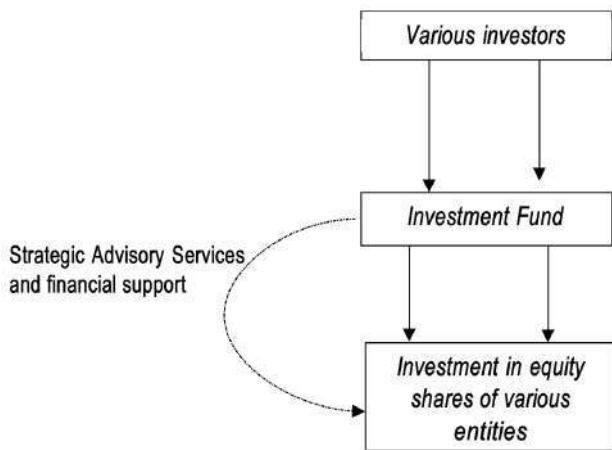 Various investors
Investment Fund
Strategic Advisory Services
and financial support
Investment in equity
shares of various
entities